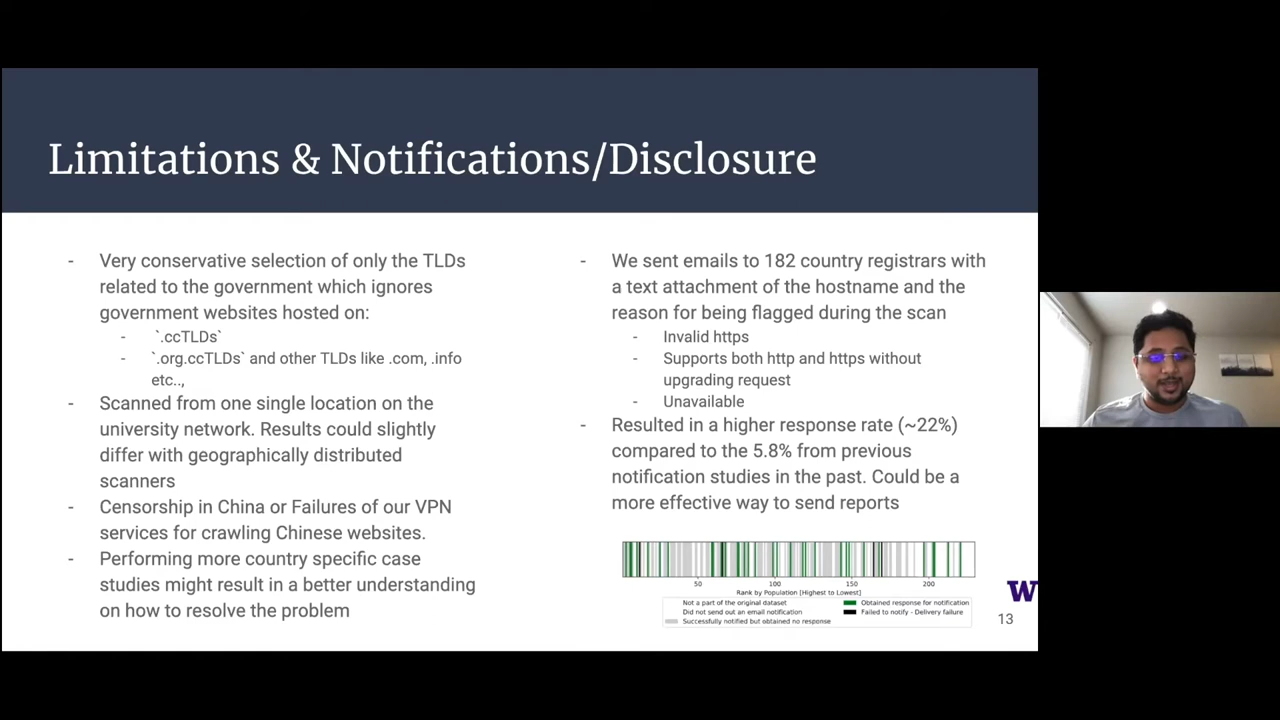 Limitations & Notifications/Disclosure
- Very conservative selection of only the TLDs
related to the government which ignores
government websites hosted on:
- `.ccTLDs`
- `.org.ccTLDs` and other TLDs like .com, .info
etc..,
- Scanned from one single location on the
university network. Results could slightly
differ with geographically distributed
scanners
- Censorship in China or Failures of our VPN
services for crawling Chinese websites.
- Performing more country specific case
studies might result in a better understanding
on how to resolve the problem
- We sent emails to 182 country registrars with
a text attachment of the hostname and the
reason for being flagged during the scan
- Invalid https
- Supports both http and https without
upgrading request
- Unavailable
- Resulted in a higher response rate (~22%)
compared to the 5.8% from previous
notification studies in the past. Could be a
more effective way to send reports
50 100 150 200
Rank by Population [Highest to Lowest]
Not a part of the original dataset
Did not send out an email notification
Successfully notified but obtained no response
Obtained response for notification
Failed to notify - Delivery failure
W
13